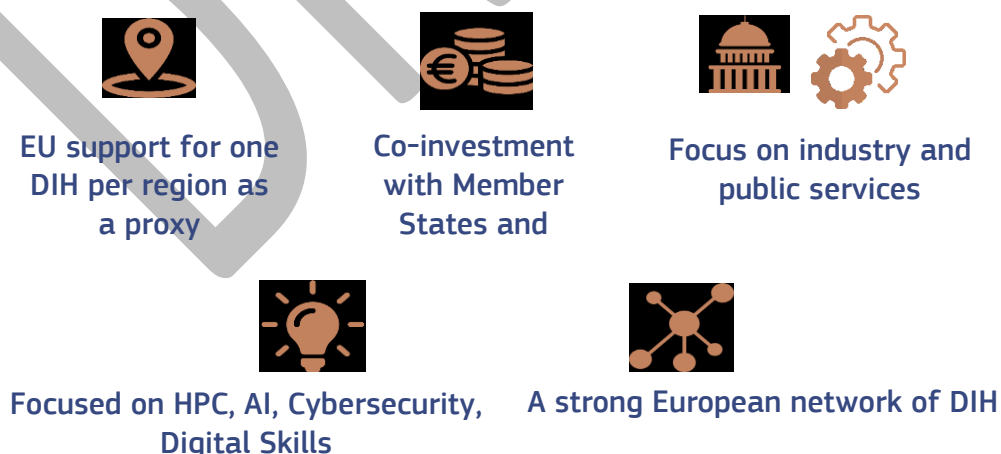 EU support for one
DIH per region as
a proxy
Co-investment
with Member
States and
Focus on industry and
public services
Focused on HPC, AI, Cybersecurity,
Digital Skills
A strong European network of DIH